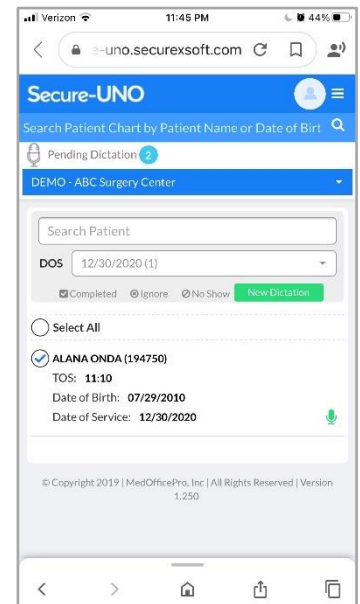 Verizon 11:45 PM 44%
-uno.securexsoft.com
Secure-UNO
Search Patient Chart by Patient Name or Date of Birt
Pending Dictation 2
DEMO - ABC Surgery Center
Search Patient
DOS 12/30/2020 (1)
Completed Ignore No Show New Dictation
Select All
ALANA ONDA (194750)
TOS: 11:10
Date of Birth: 07/29/2010
Date of Service: 12/30/2020
© Copyright 2019 | MedOfficePro, Inc | All Rights Reserved | Version
1.250